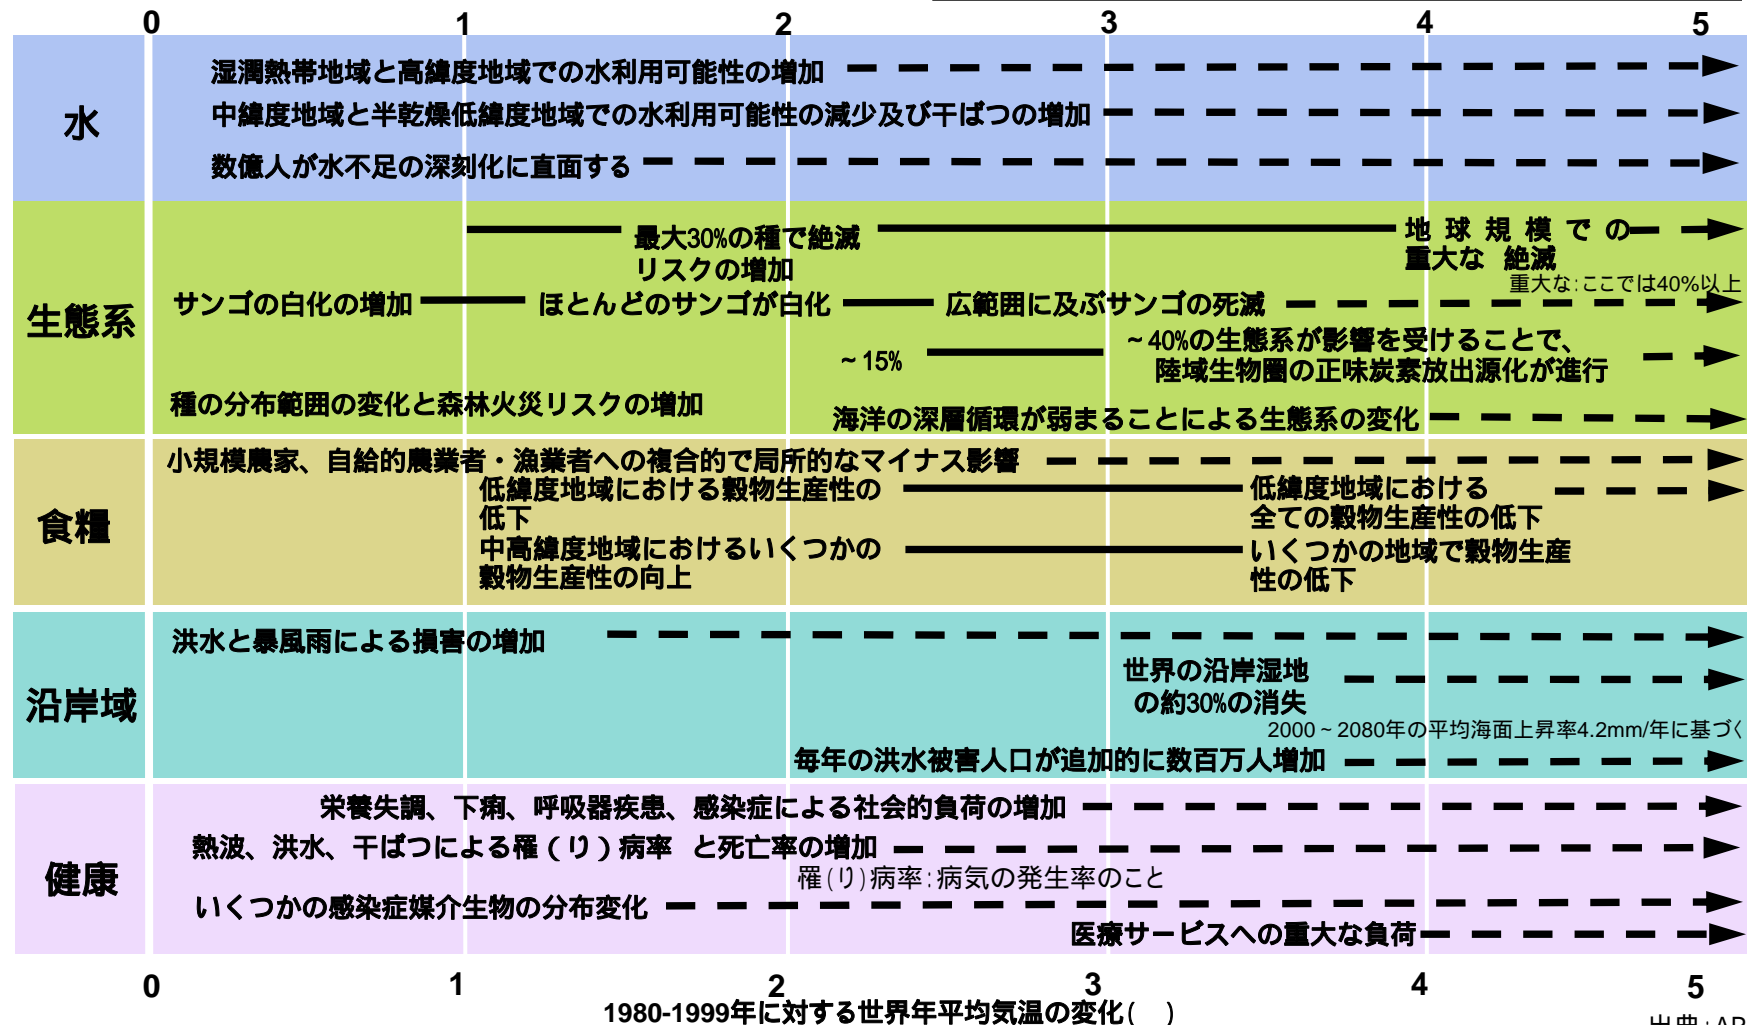 0 1 2 3 4 5
水
湿潤熱帯地域と高緯度地域での水利用可能性の増加
中緯度地域と半乾燥低緯度地域での水利用可能性の減少及び干ばつの増加
数億人が水不足の深刻化に直面する
生態系
最大30%の種で絶滅
リスクの増加
地球規模での
重大な 絶滅
重大な:ここでは40%以上
サンゴの白化の増加 ほとんどのサンゴが白化 広範囲に及ぶサンゴの死滅
~15%
~40%の生態系が影響を受けることで、
陸域生物圏の正味炭素放出源化が進行
種の分布範囲の変化と森林火災リスクの増加
海洋の深層循環が弱まることによる生態系の変化
食糧
小規模農家、自給的農業者・漁業者への複合的で局所的なマイナス影響
低緯度地域における穀物生産性の
低下
低緯度地域における
全ての穀物生産性の低下
中高緯度地域におけるいくつかの
穀物生産性の向上
いくつかの地域で穀物生産
性の低下
沿岸域
洪水と暴風雨による損害の増加
世界の沿岸湿地
の約30%の消失
2000~2080年の平均海面上昇率4.2mm/年に基づく
毎年の洪水被害人口が追加的に数百万人増加
健康
栄養失調、下痢、呼吸器疾患、感染症による社会的負荷の増加
熱波、洪水、干ばつによる罹(り)病率 と死亡率の増加
罹(り)病率:病気の発生率のこと
いくつかの感染症媒介生物の分布変化
医療サービスへの重大な負荷
0 1 2 3 4 5
1980-1999年に対する世界年平均気温の変化( )
出典:AR